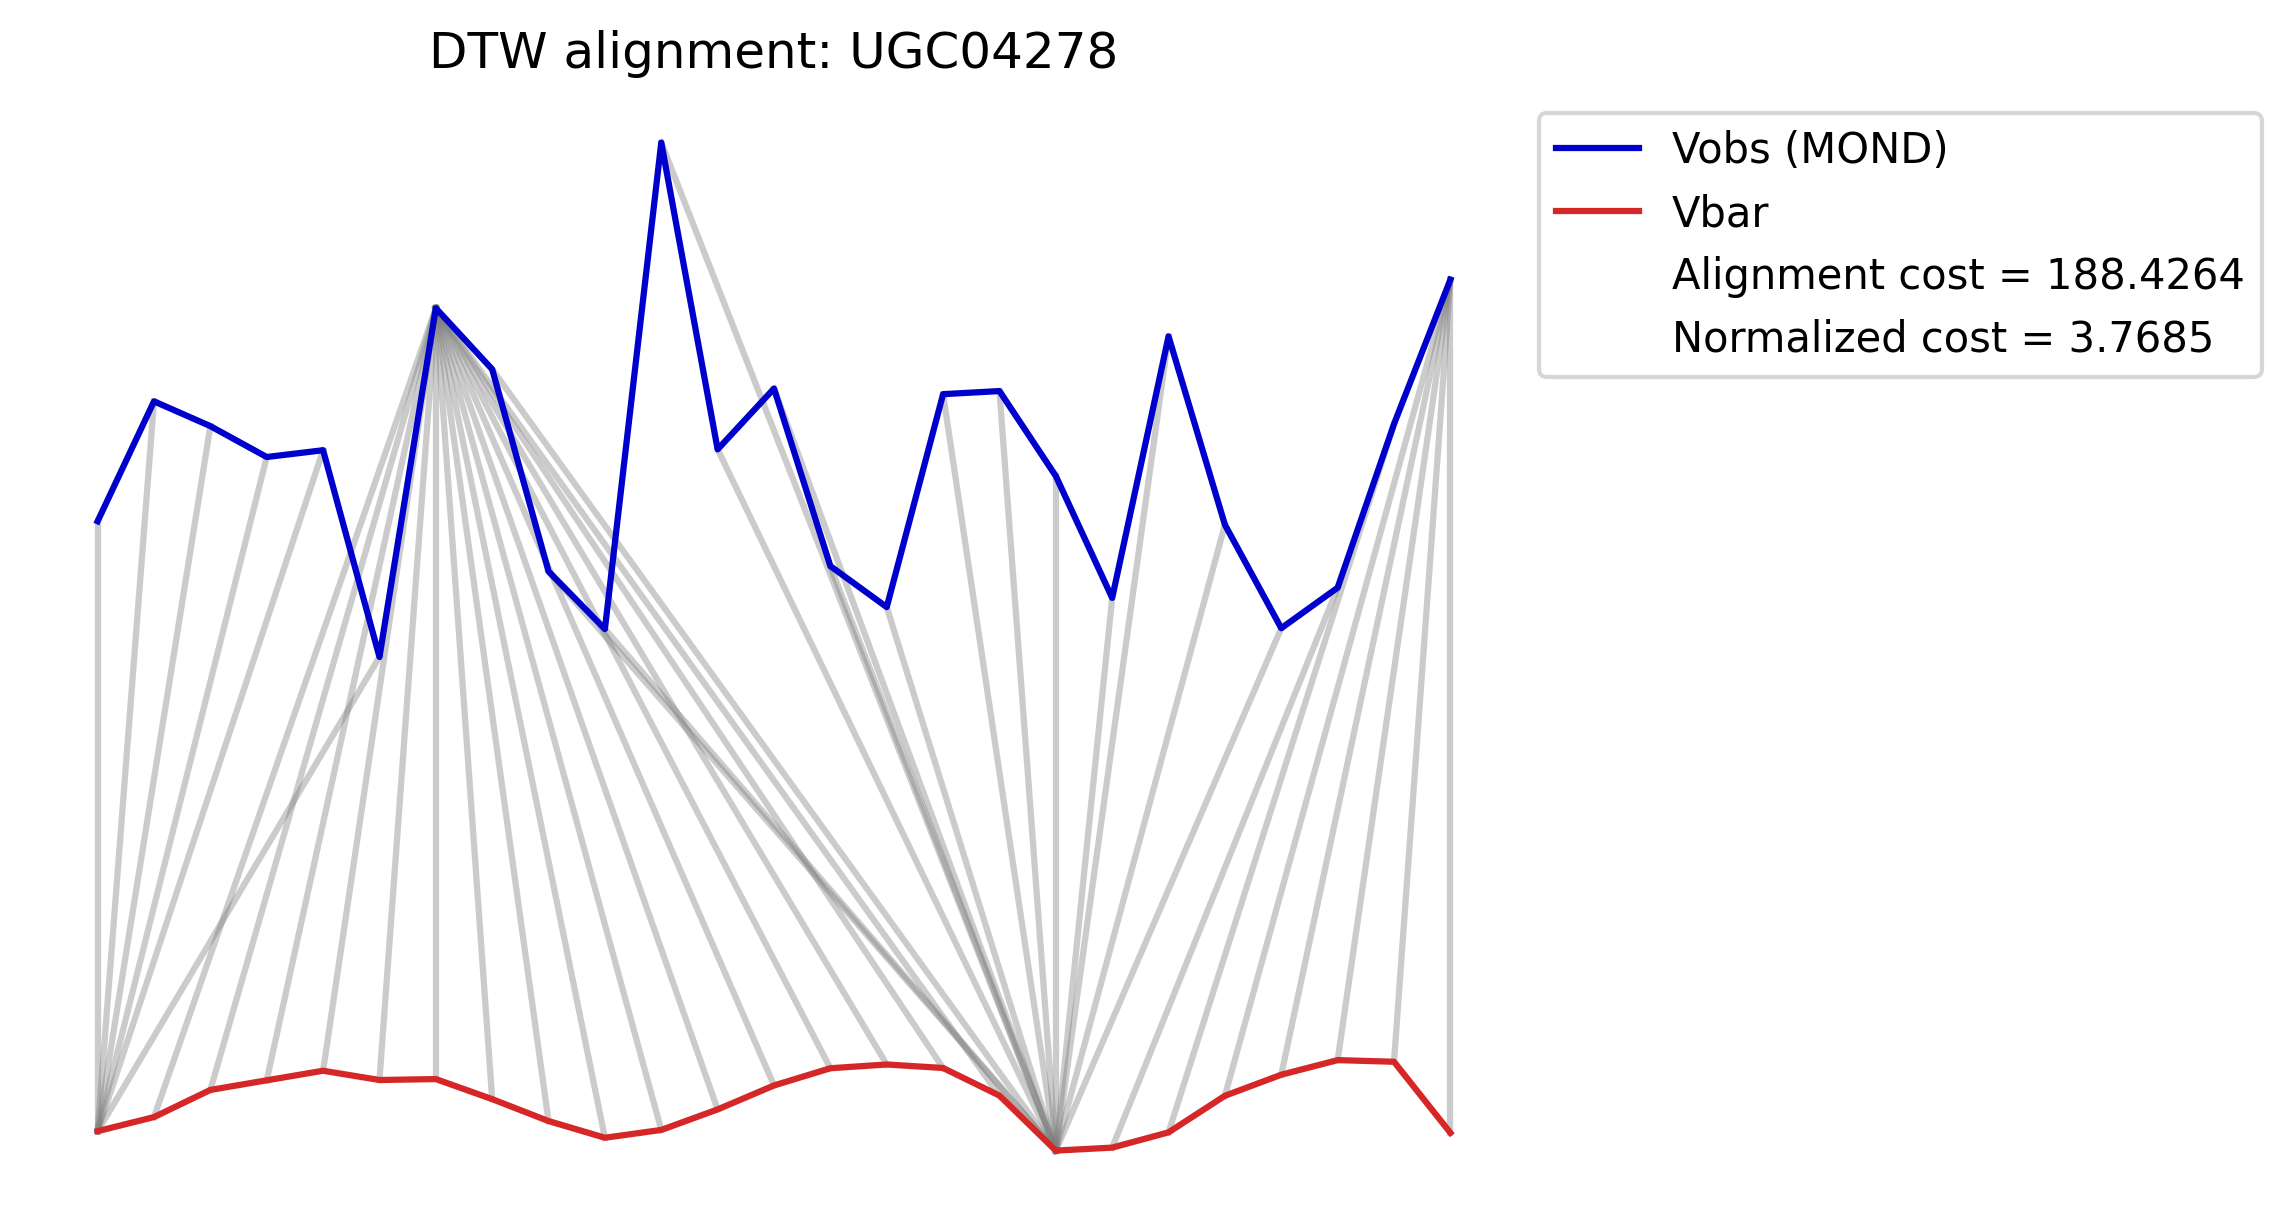 DTW alignment: UGC04278
Vobs (MOND)
Vbar
Alignment cost = 188.4264
Normalized cost = 3.7685